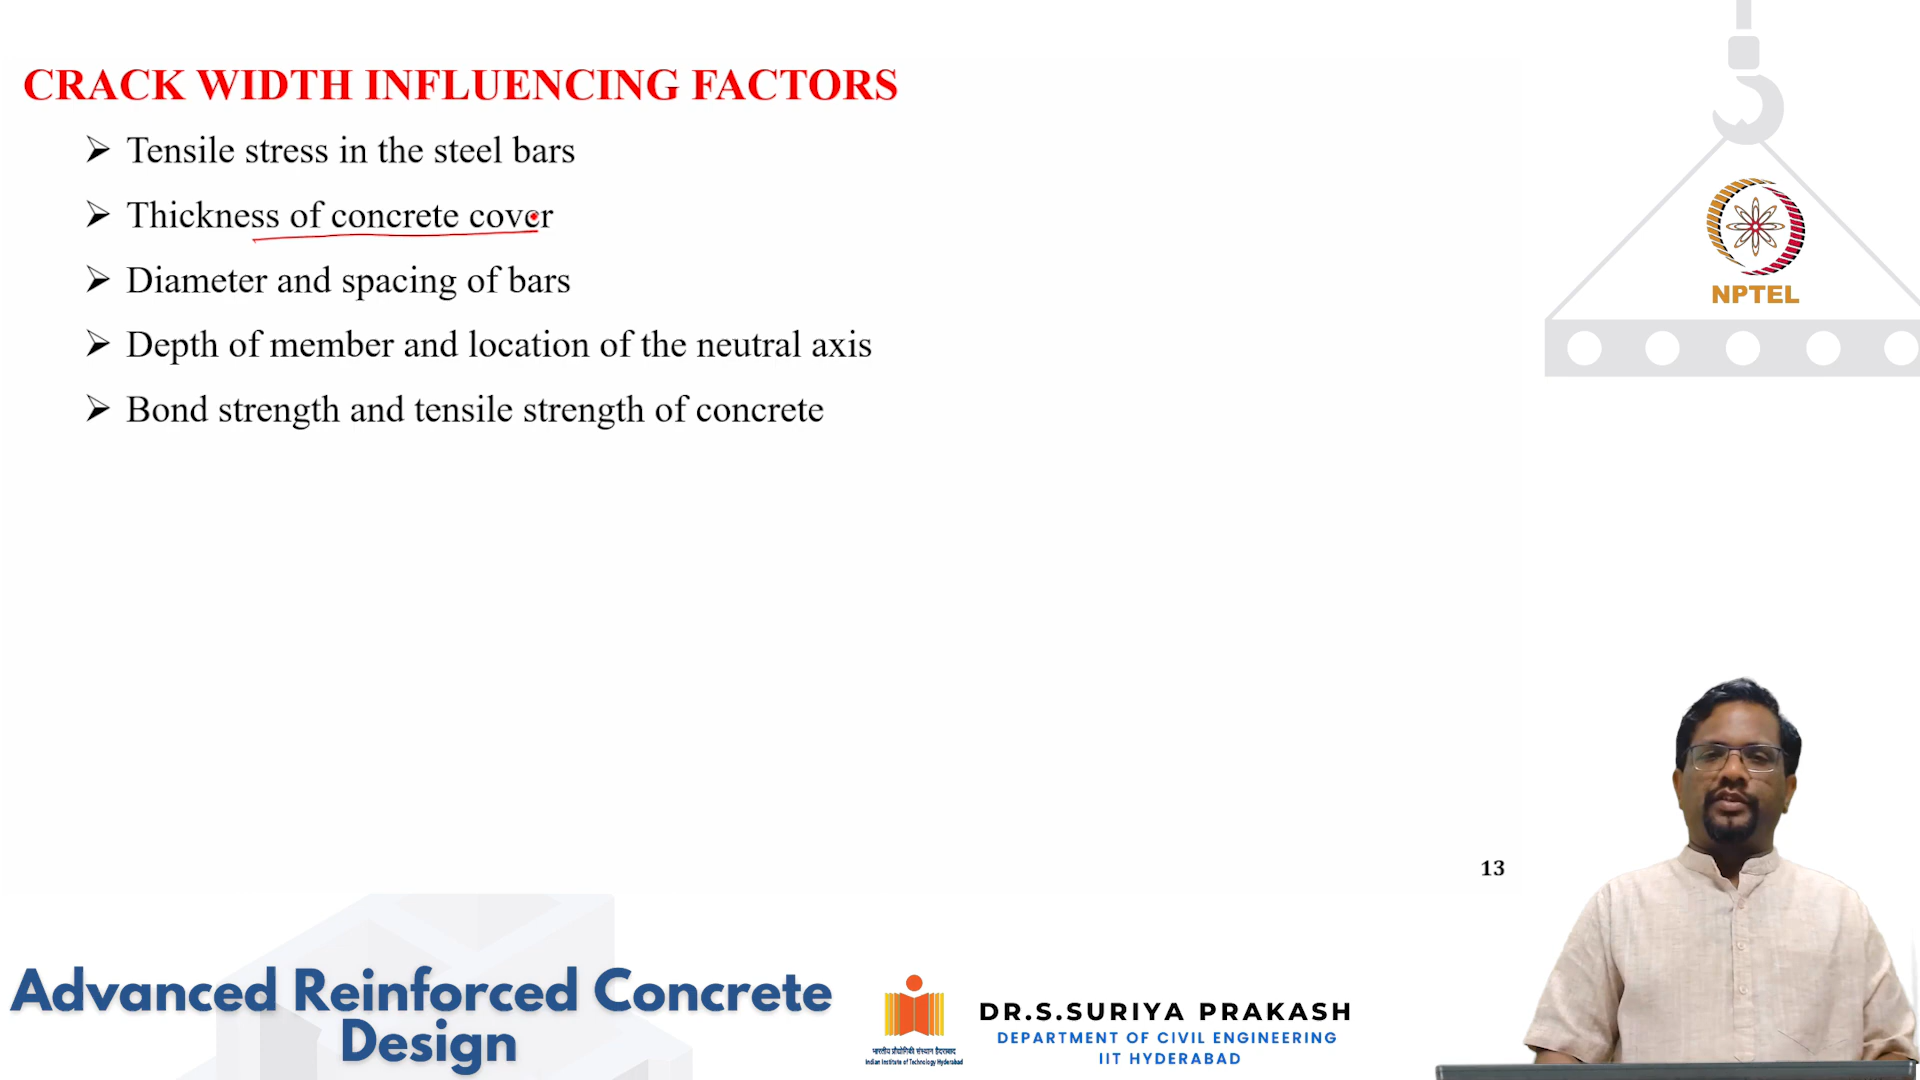 CRACK WIDTH INFLUENCING FACTORS
➢ Tensile stress in the steel bars
➢ Thickness of concrete cover
➢ Diameter and spacing of bars
➢ Depth of member and location of the neutral axis
➢ Bond strength and tensile strength of concrete
NPTEL
13
Advanced Reinforced Concrete
Design
भारतीय प्रौद्योगिकी संस्थान हैदराबाद
Indian Institute of Technology Hyderabad
DR.S.SURIYA PRAKASH
DEPARTMENT OF CIVIL ENGINEERING
IIT HYDERABAD